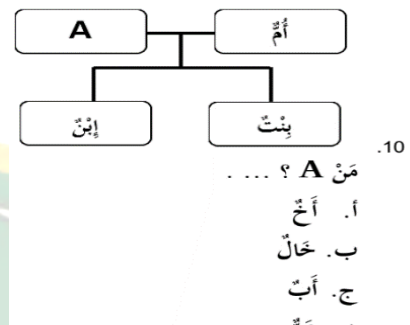 A
أُمٌّ
إِبْنٌ
بِنْتٌ
10.
مَنْ A ؟ ... .
أ. أَخٌ
ب. خَالٌ
ج. أَبٌ